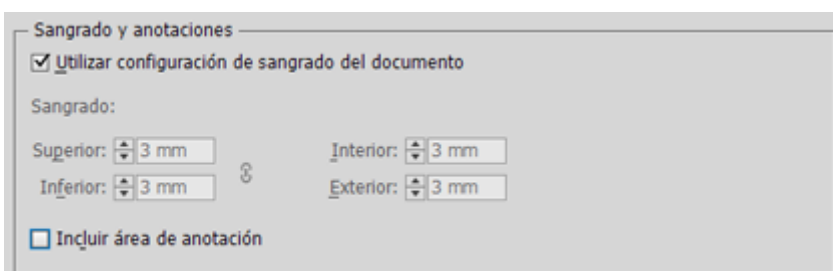 Sangrado y anotaciones
Utilizar configuración de sangrado del documento
Sangrado:
Superior: 3 mm Interior: 3 mm
Inferior: 3 mm Exterior: 3 mm
Incluir área de anotación